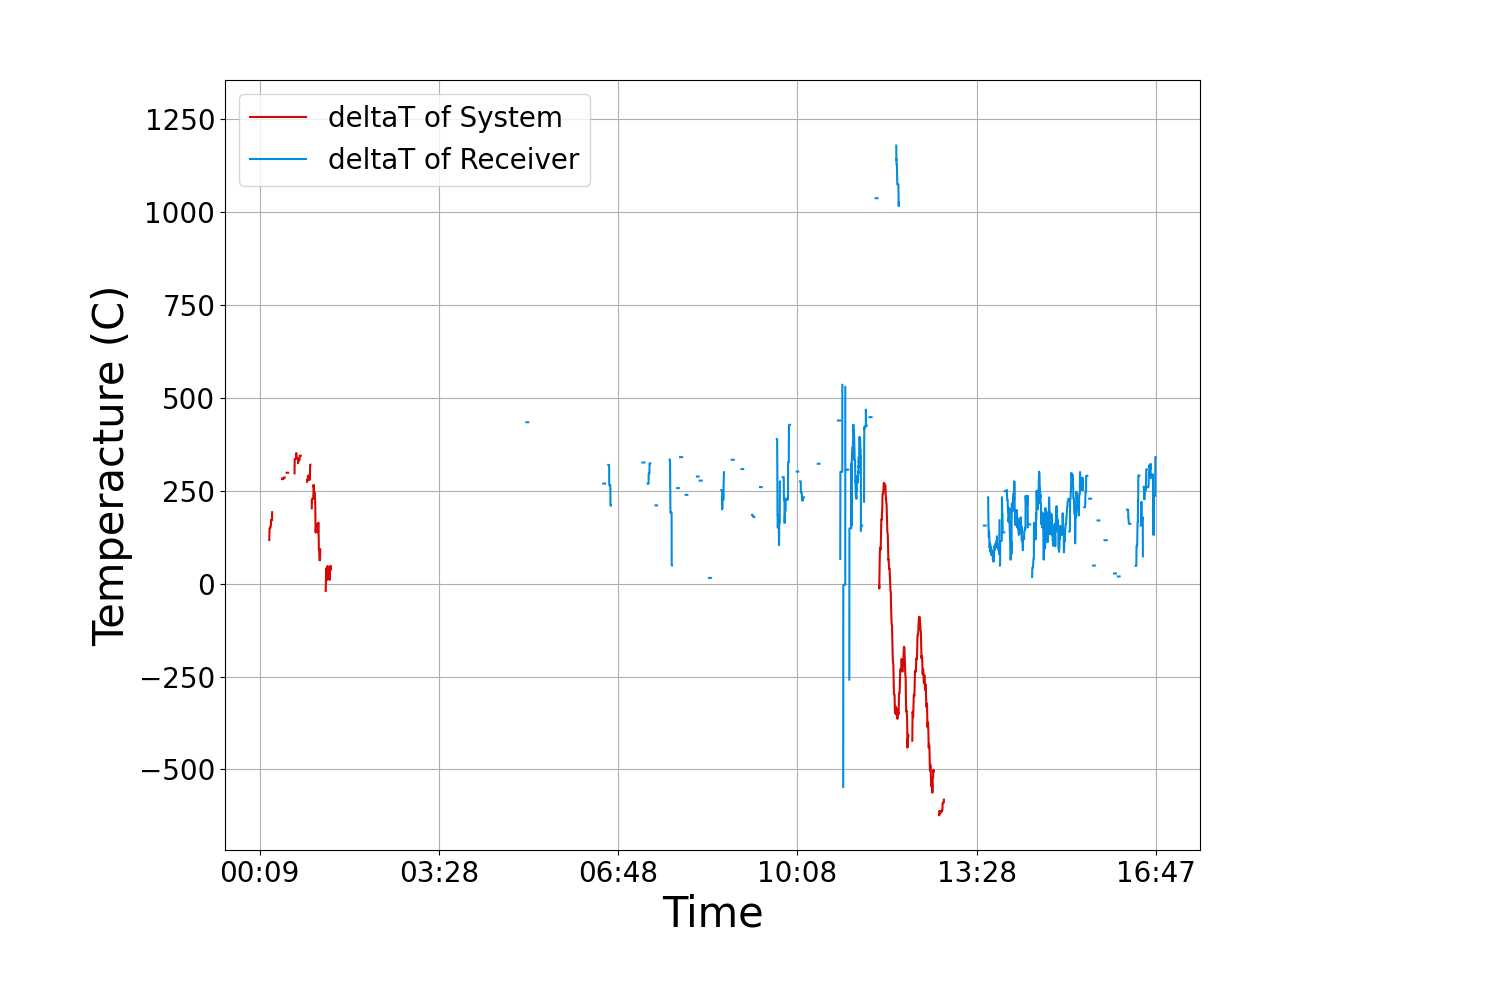 deltaT of System
deltaT of Receiver
1250
1000
750
500
250
0
−250
−500
Temperacture (C)
00:09 03:28 06:48 10:08 13:28 16:47
Time